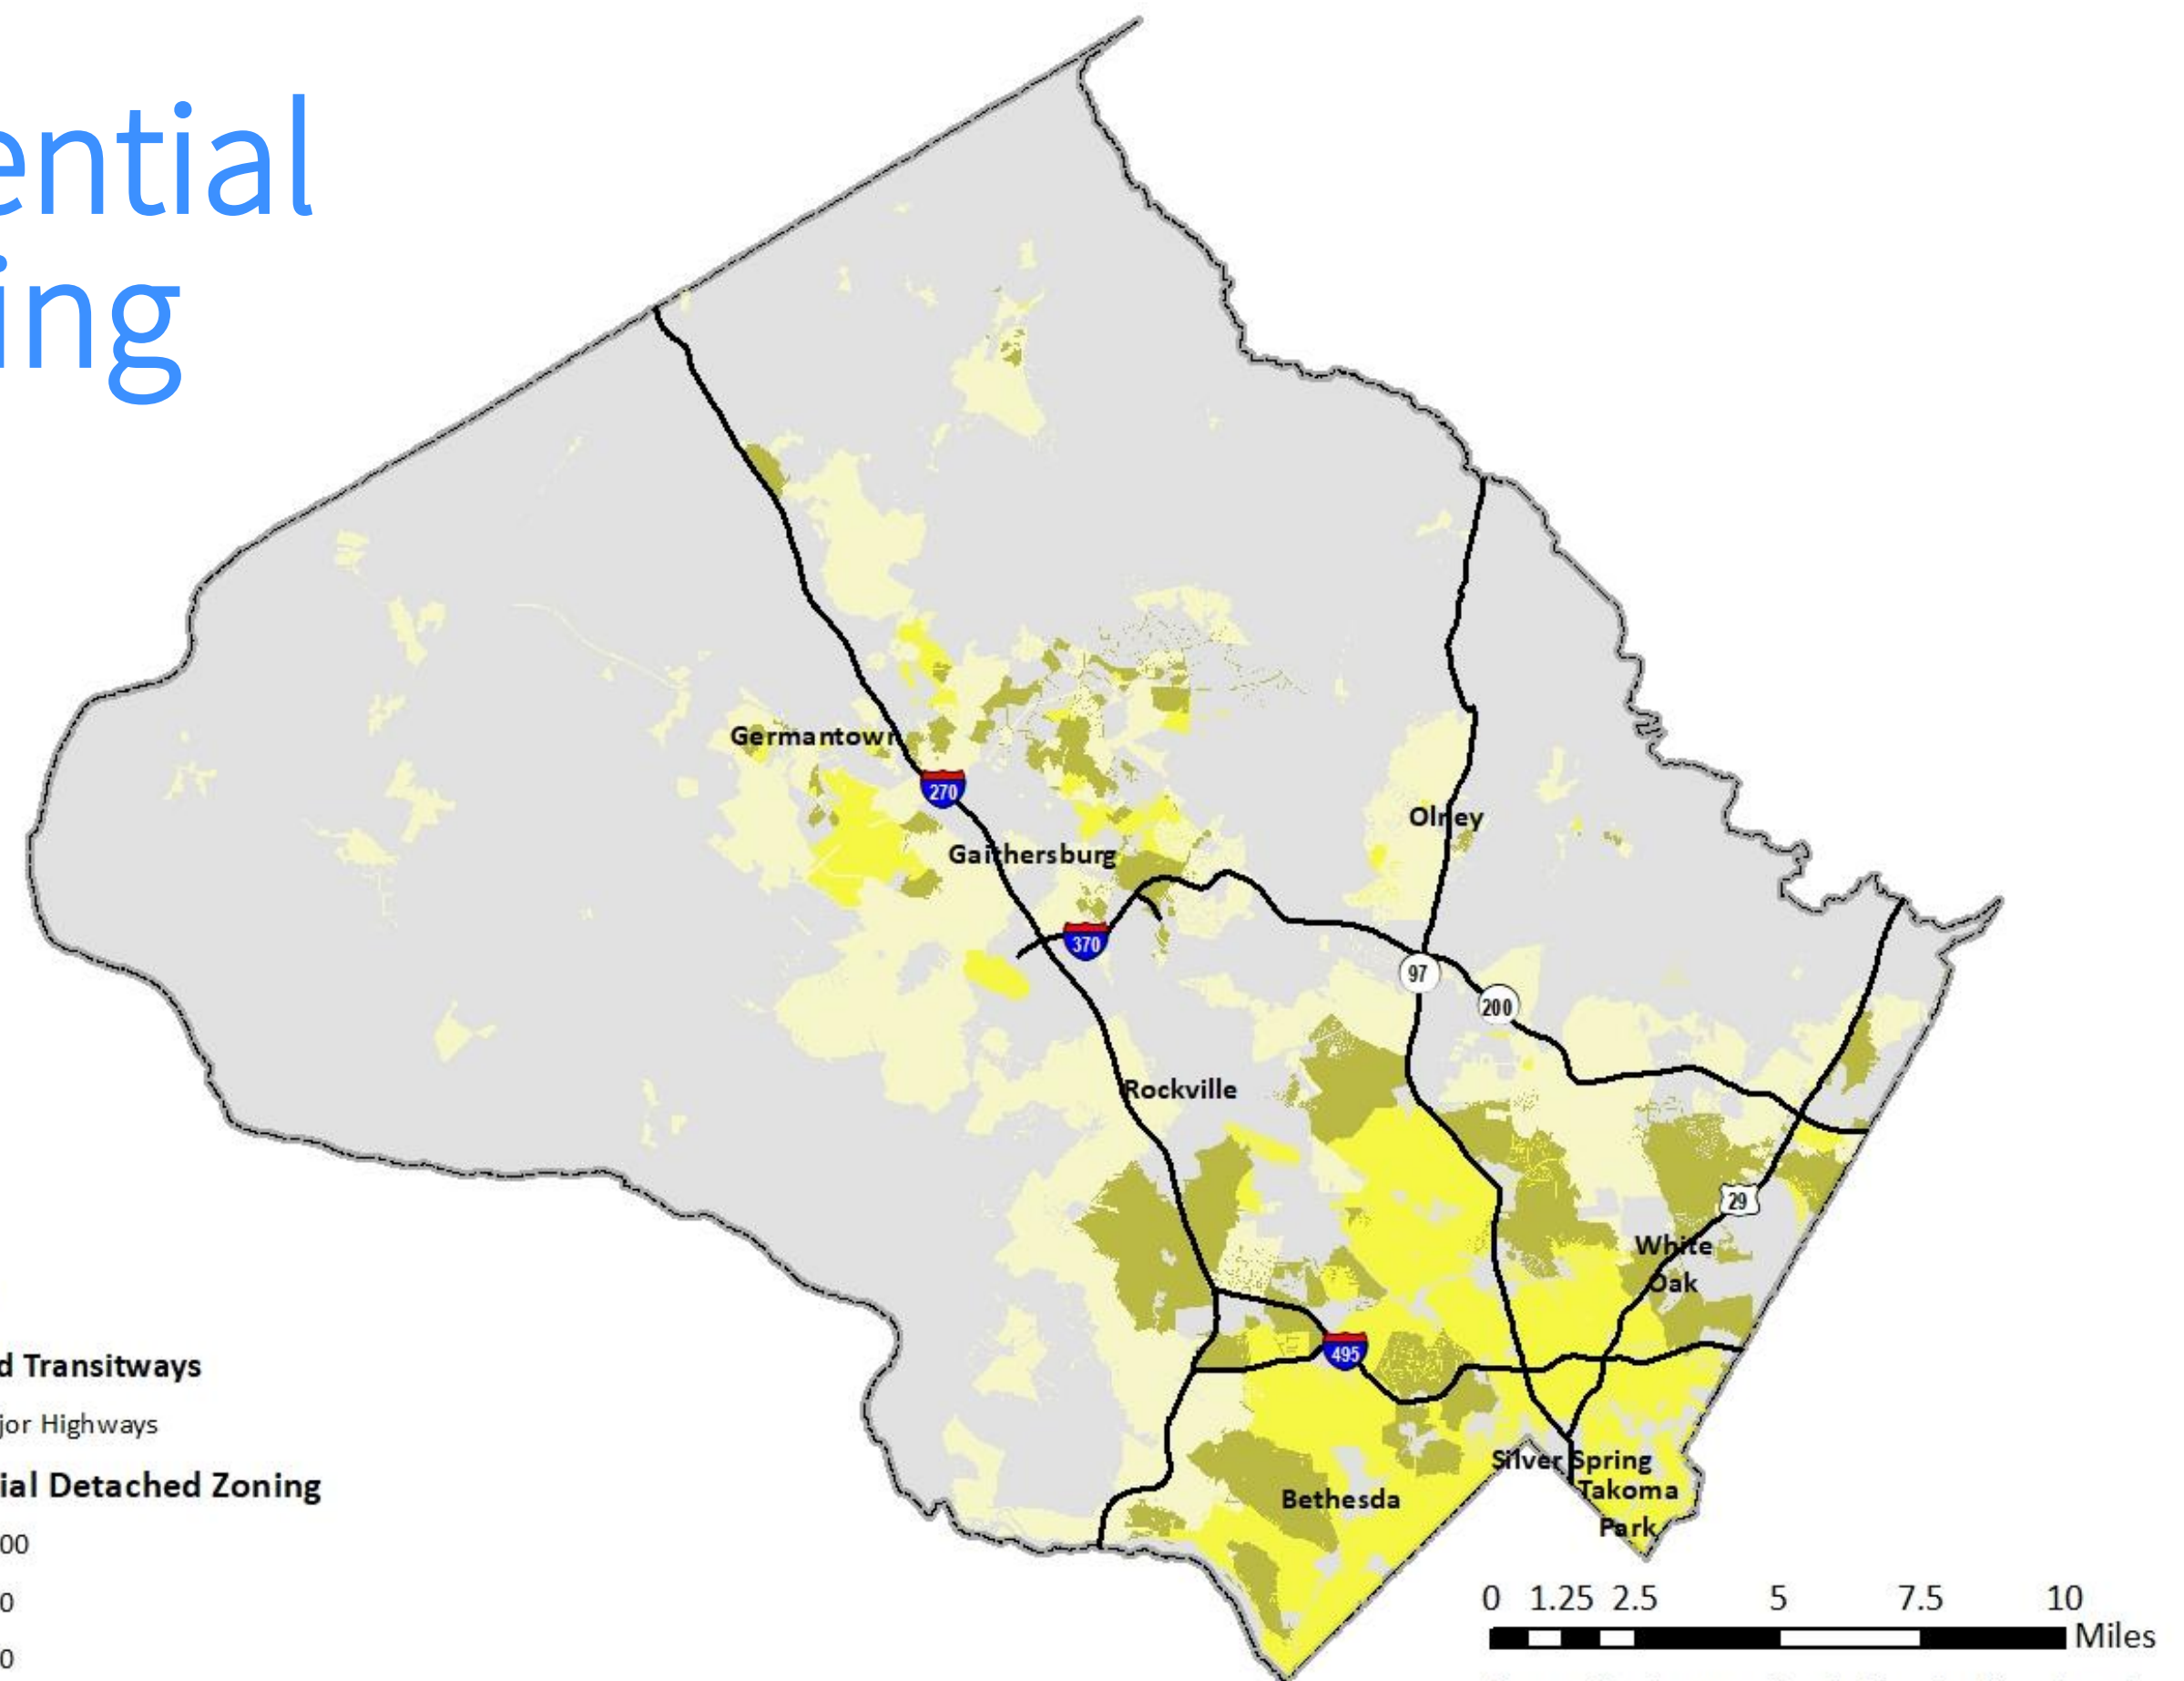 ential
ing
Germantown
270
Gaithersburg
Olney
370
97
200
Rockville
29
White
Oak
495
Silver Spring
Takoma
Bethesda
Park
d Transitways
jor Highways
ial Detached Zoning
00
0
0
0 1.25 2.5 5 7.5 10
Miles